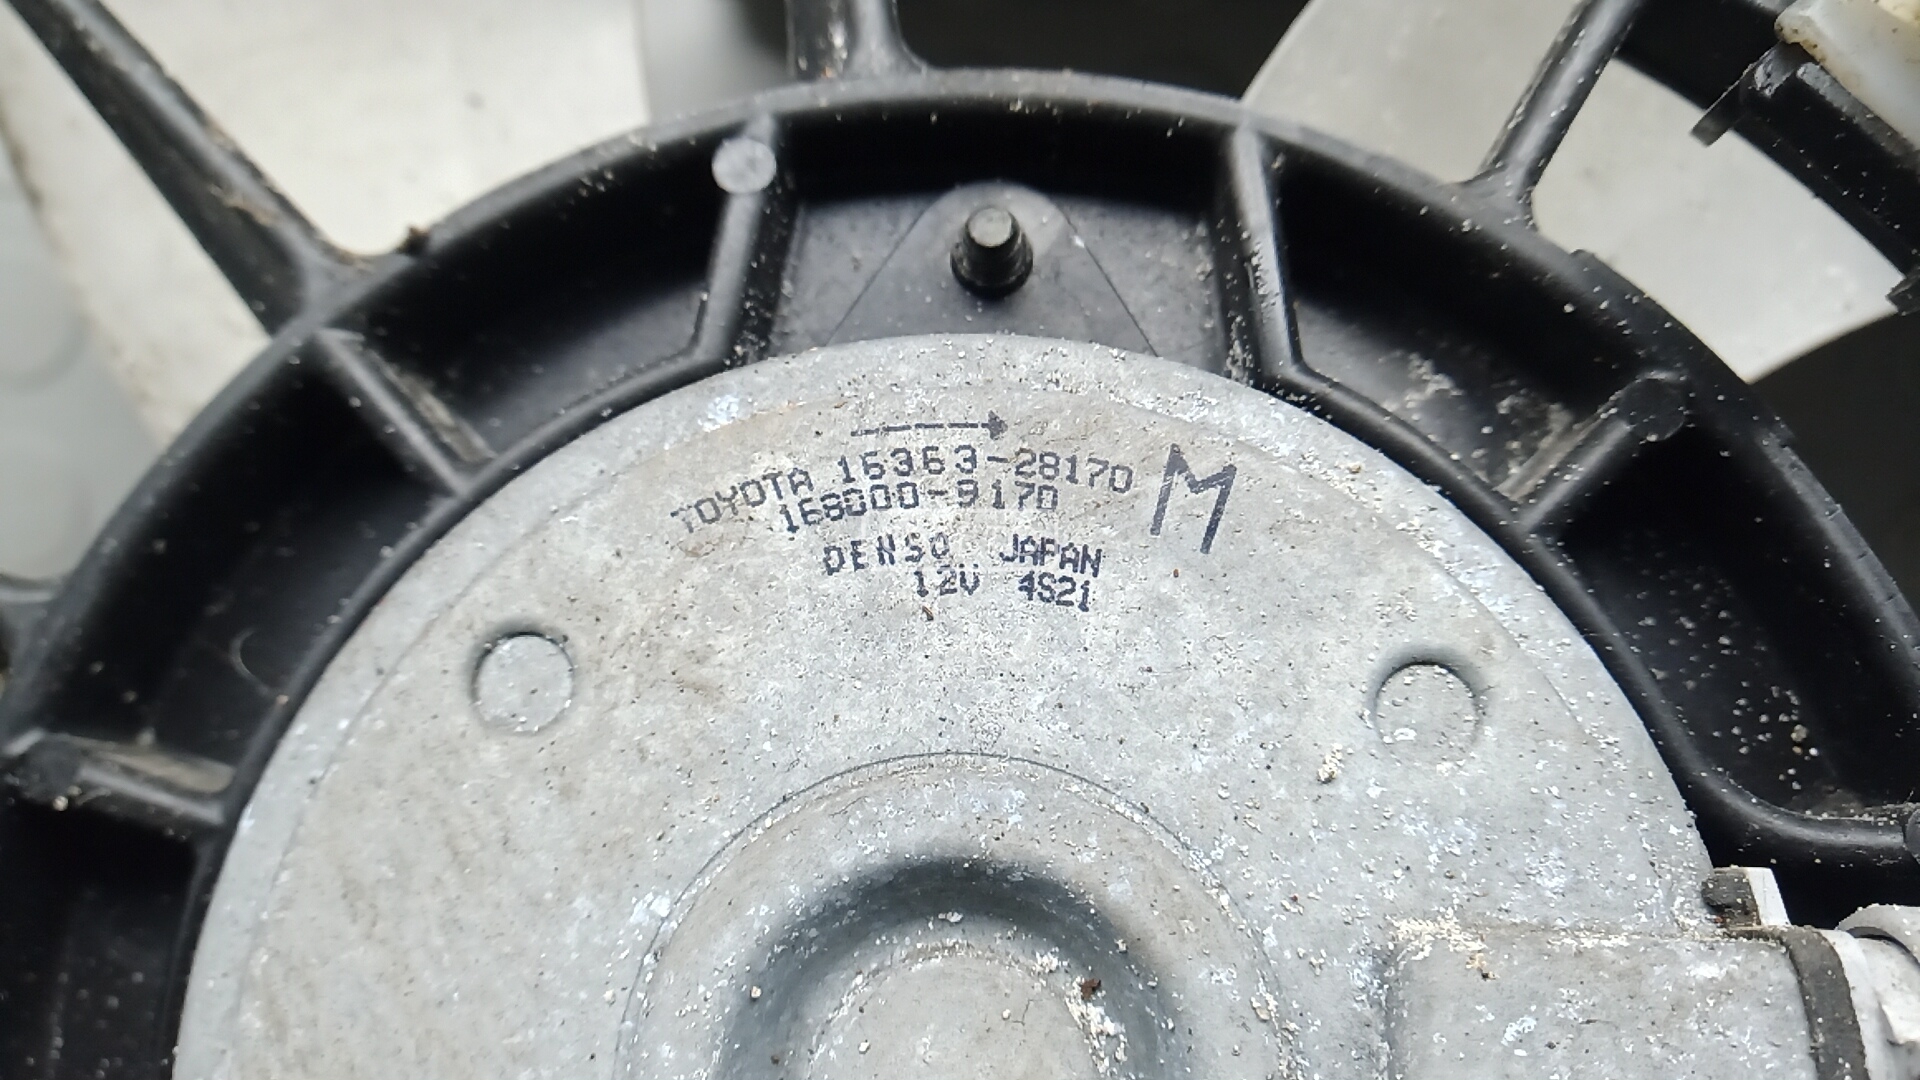 TOYOTA 16363-28170 M
168000-9170
DENSO JAPAN
12V 4S21